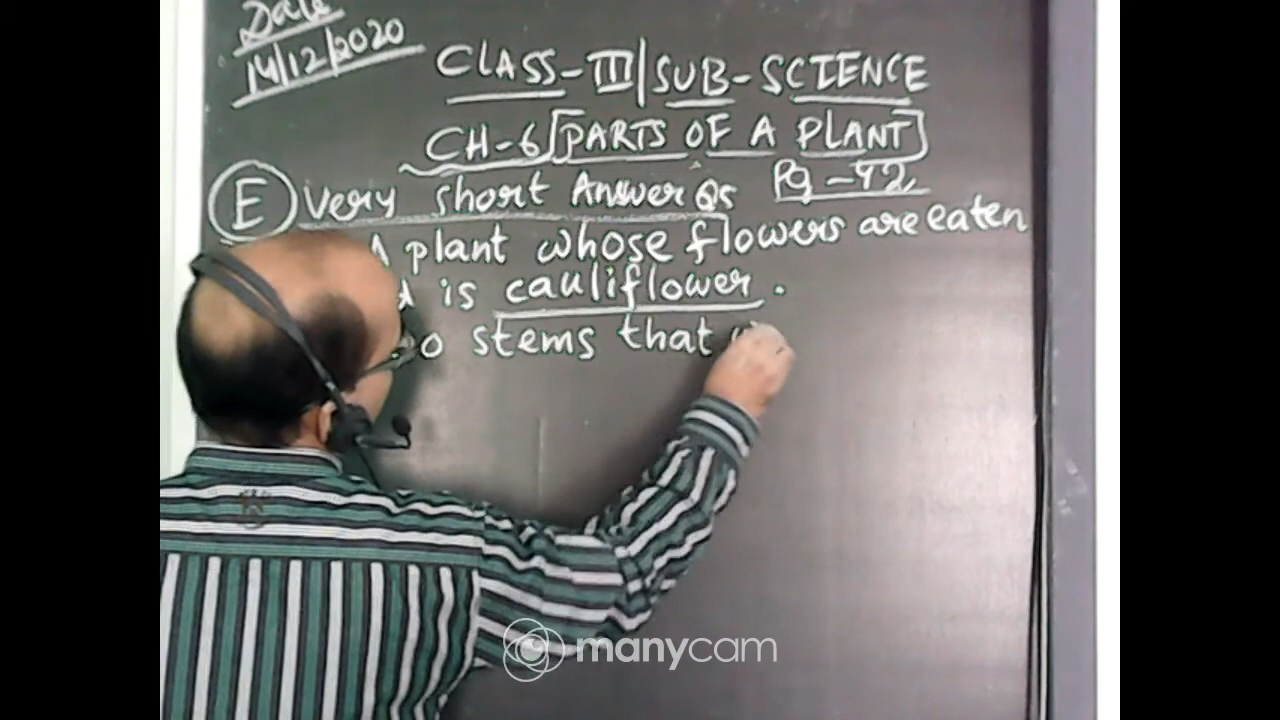 Date
14/12/2020
CLASS-III|SUB-SCIENCE
CH-6[PARTS OF A PLANT]
Pg-42
E Very short Answer Qs
A plant whose flowers are eaten
is cauliflower.
stems that
manycam